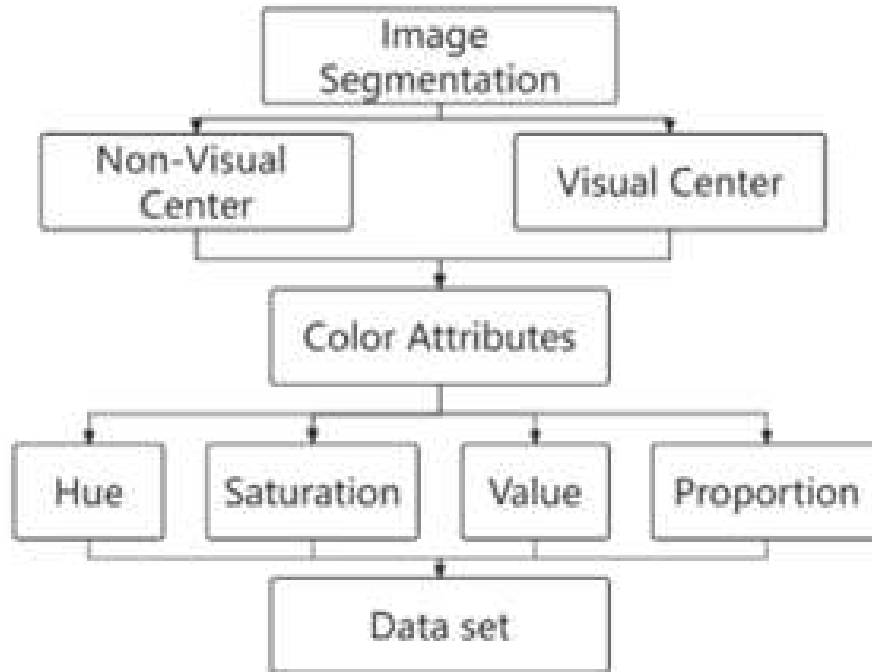 Image
Segmentation
Non-Visual
Center
Visual Center
Color Attributes
Hue
Saturation
Value
Proportion
Data set